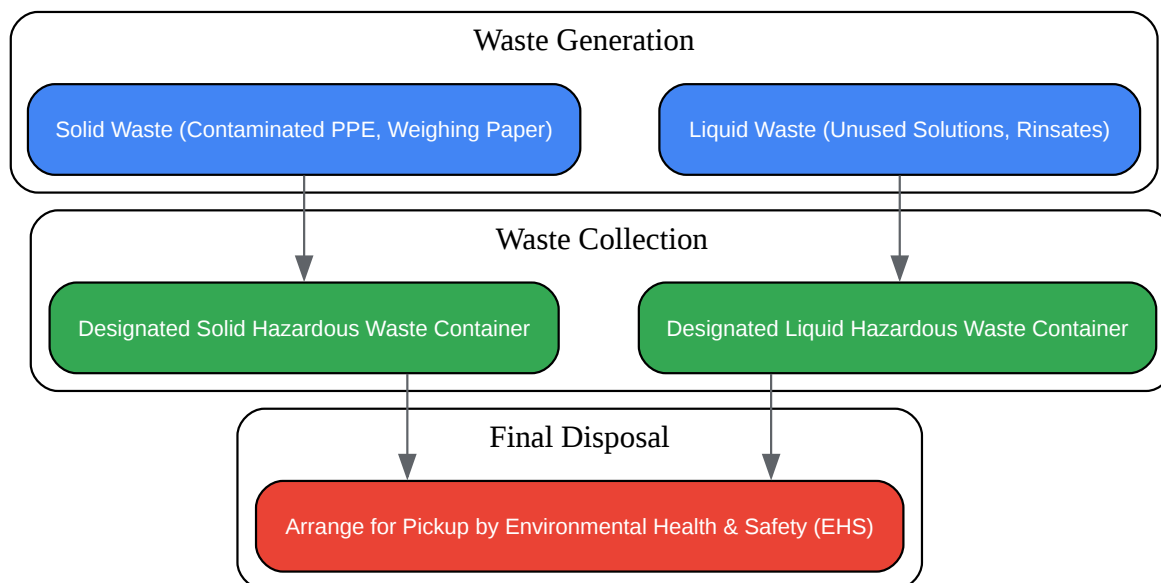 Waste Generation
Solid Waste (Contaminated PPE, Weighing Paper)
Liquid Waste (Unused Solutions, Rinsates)
Waste Collection
Designated Solid Hazardous Waste Container
Designated Liquid Hazardous Waste Container
Final Disposal
Arrange for Pickup by Environmental Health & Safety (EHS)